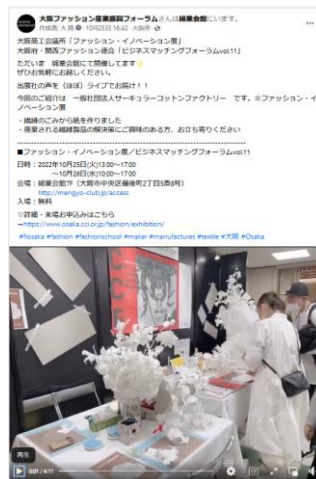 大阪ファッション産業振興フォーラムさんは綿業会館にいます。
作成者: 大 阪 · 10月25日 16:42 · 大阪市 ·
大阪商工会議所「ファッション・イノベーション展」
大阪府・関西ファッション連合「ビジネスマッチングフォーラムvol.11」
ただいま 綿業会館にて開催してます✨
ぜひお気軽にお越しください。
出展社の声を(ほぼ)ライブでお届け!!
今回のご紹介は 一般社団法人サーキュラーコットンファクトリー です。※ファッション・イノベーション展
・繊維のごみから紙を作りました
・廃棄される繊維製品の解決策にご興味のある方、お立ち寄りください
■ファッション・イノベーション展/ビジネスマッチングフォーラムvol.11
日時:2022年10月25日(火)13:00~17:00
~10月26日(水)10:00~17:00
会場:綿業会館7F(大阪市中央区備後町2丁目5番8号)
http://mengyo-club.jp/access
入場:無料
▽詳細・来場お申込みはこちら
→https://www.osaka.cci.or.jp/fashion/exhibition/
#fiosaka #fashion #fashionschool #maker #manufactures #taxtile #大阪 #Osaka
再生
0:01 / 4:11